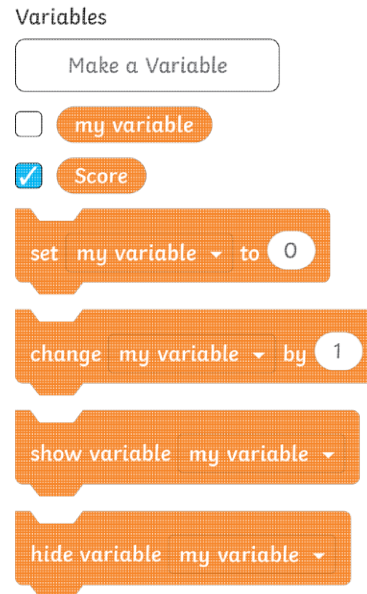 Variables
Make a Variable
my variable
Score
set my variable to 0
change my variable by 1
show variable my variable
hide variable my variable